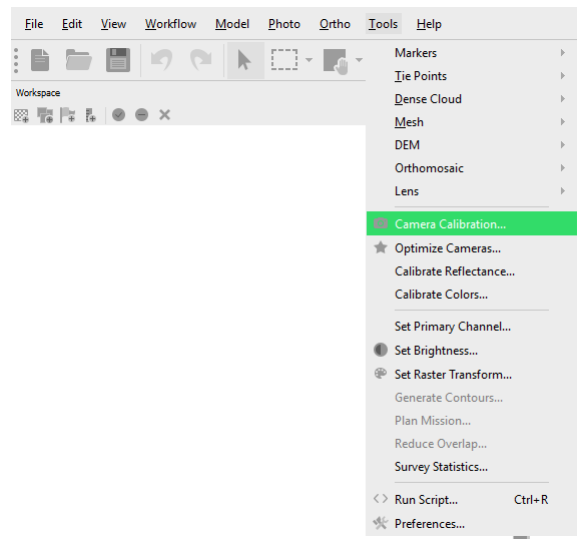 File Edit View Workflow Model Photo Ortho Tools Help
Workspace
Markers
Tie Points
Dense Cloud
Mesh
DEM
Orthomosaic
Lens
Camera Calibration...
Optimize Cameras...
Calibrate Reflectance...
Calibrate Colors...
Set Primary Channel...
Set Brightness...
Set Raster Transform...
Generate Contours...
Plan Mission...
Reduce Overlap...
Survey Statistics...
Run Script... Ctrl+R
Preferences...